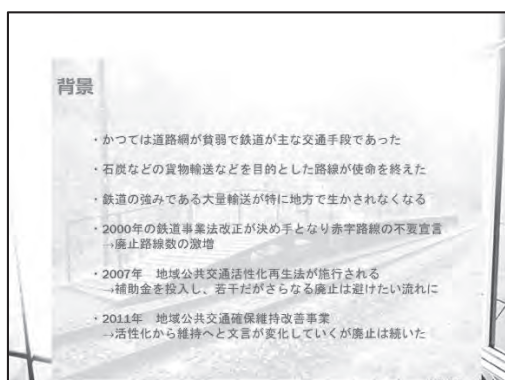 背景
・かつては道路網が貧弱で鉄道が主な交通手段であった
・石炭などの貨物輸送などを目的とした路線が使命を終えた
・鉄道の強みである大量輸送が特に地方で生かされなくなる
・2000年の鉄道事業法改正が決め手となり赤字路線の不要宣言
→廃止路線数の激増
・2007年　地域公共交通活性化再生法が施行される
→補助金を投入し、若干だがさらなる廃止は避けたい流れに
・2011年　地域公共交通確保維持改善事業
→活性化から維持へと文言が変化していくが廃止は続いた